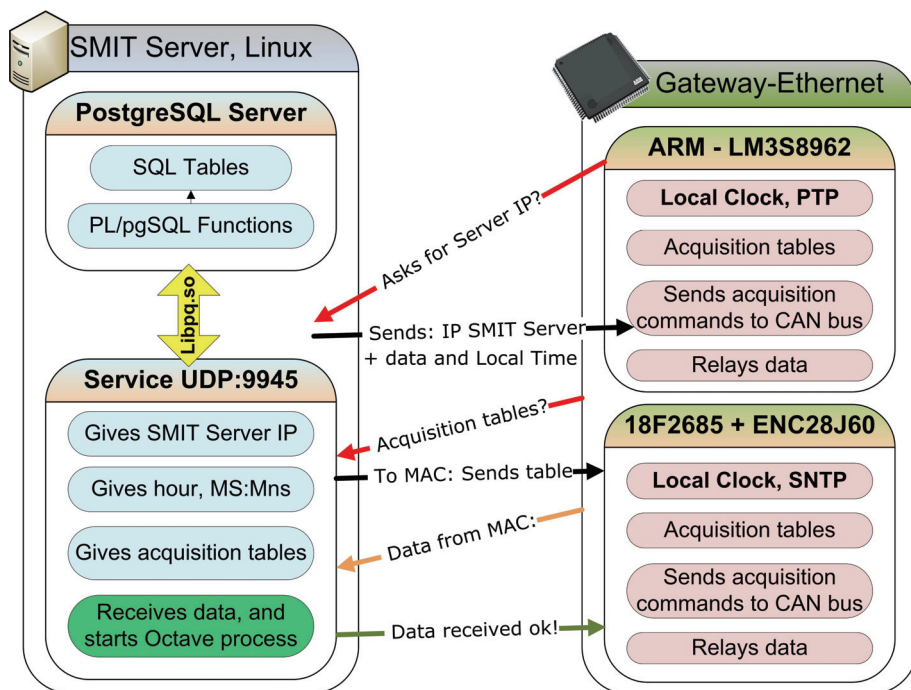 SMIT Server, Linux
PostgreSQL Server
SQL Tables
PL/pgSQL Functions
Libpq.so
Service UDP:9945
Gives SMIT Server IP
Gives hour, MS:Mns
Gives acquisition tables
Receives data, and
starts Octave process
Asks for Server IP?
Sends: IP SMIT Server
+ data and Local Time
Acquisition tables?
To MAC: Sends table
Data from MAC:
Data received ok!
Gateway-Ethernet
ARM - LM3S8962
Local Clock, PTP
Acquisition tables
Sends acquisition
commands to CAN bus
Relays data
18F2685 + ENC28J60
Local Clock, SNTP
Acquisition tables
Sends acquisition
commands to CAN bus
Relays data